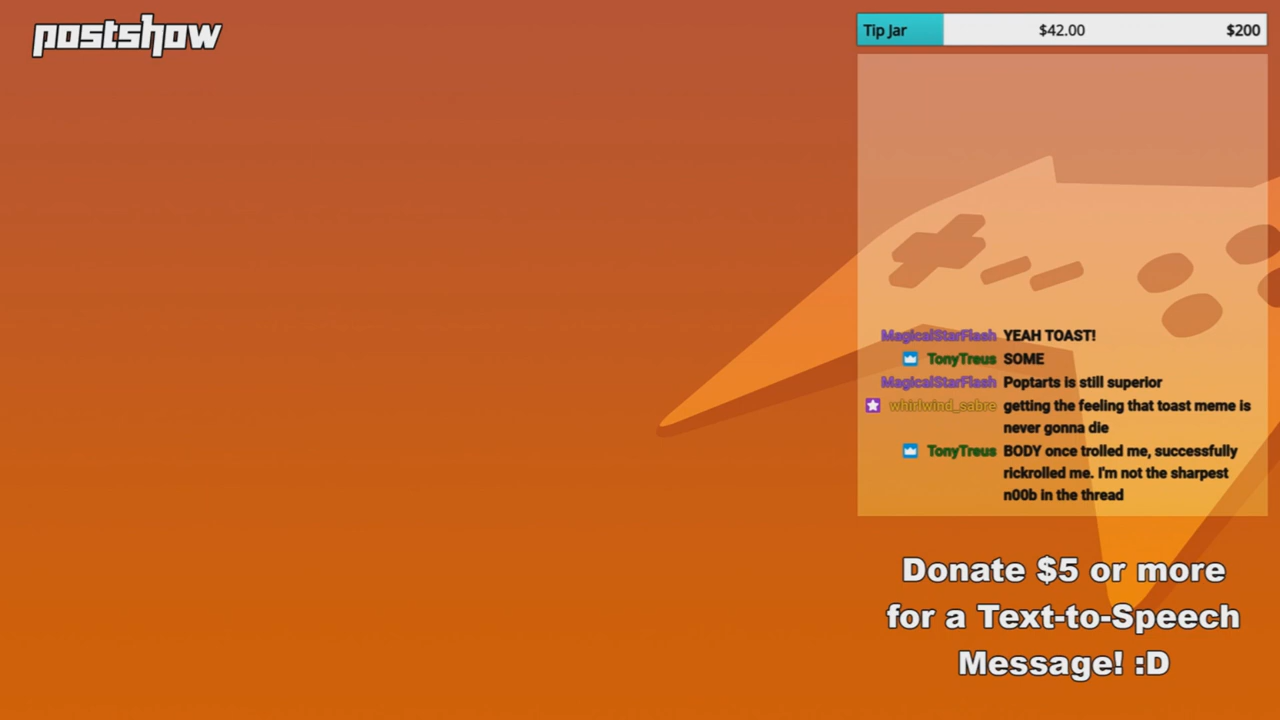 postshow
Tip Jar $42.00 $200
MagicalStarFlash YEAH TOAST!
TonyTreus SOME
MagicalStarFlash Poptarts is still superior
whirlwind_sabre getting the feeling that toast meme is
never gonna die
TonyTreus BODY once trolled me, successfully
rickrolled me. I'm not the sharpest
n00b in the thread
Donate $5 or more
for a Text-to-Speech
Message! :D